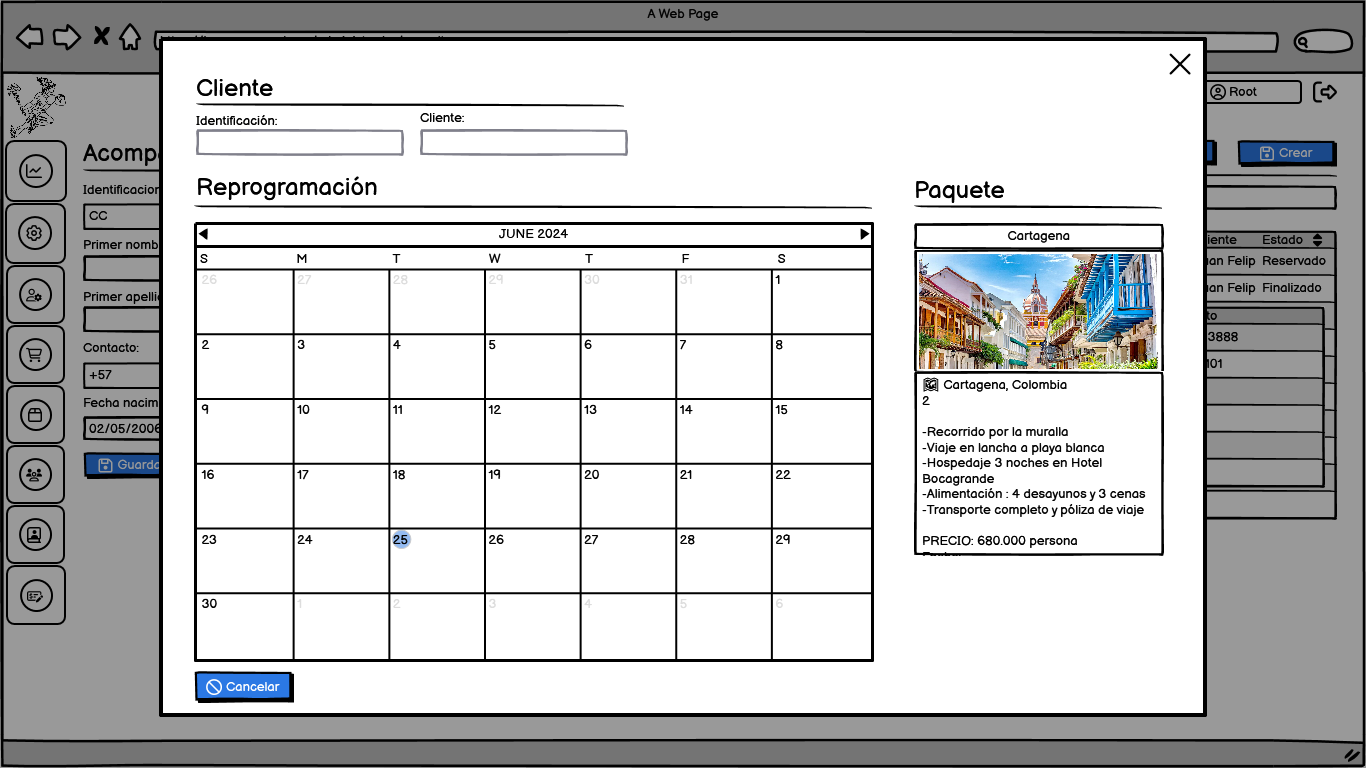 A Web Page
Root
Crear
Acomp
Identificacion
CC
Primer nomb
Primer apelli
Contacto:
+57
Fecha nacim
02/05/2006
Guarda
Cliente
Identificación:
Cliente:
Reprogramación
JUNE 2024
S M T W T F S
26 27 28 29 30 31 1
2 3 4 5 6 7 8
9 10 11 12 13 14 15
16 17 18 19 20 21 22
23 24 25 26 27 28 29
30 1 2 3 4 5 6
Cancelar
Paquete
Cartagena
Cartagena, Colombia
2
-Recorrido por la muralla
-Viaje en lancha a playa blanca
-Hospedaje 3 noches en Hotel
Bocagrande
-Alimentación : 4 desayunos y 3 cenas
-Transporte completo y póliza de viaje
PRECIO: 680.000 persona
iente Estado
an Felip Reservado
an Felip Finalizado
to
3888
M01